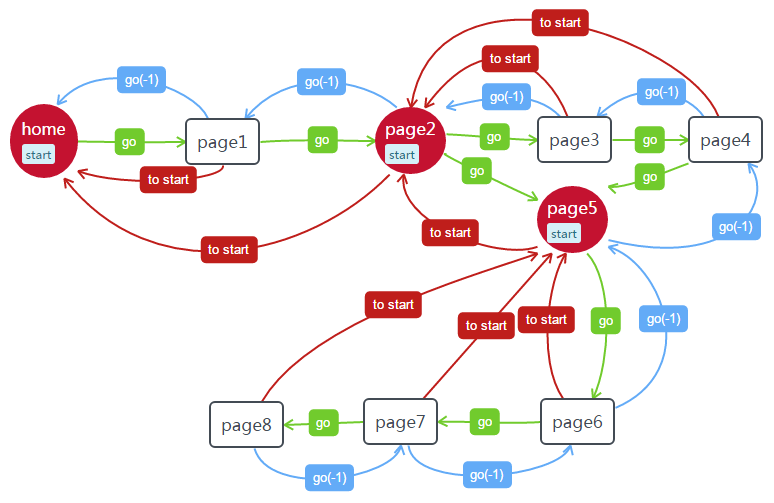 to start
to start
go(-1)
go(-1)
go(-1)
go(-1)
home
start
go
page1
go
page2
start
go
page3
go
page4
go
go
to start
page5
start
to start
to start
go(-1)
to start
to start
to start
go
go(-1)
page8
go
page7
go
page6
go(-1)
go(-1)